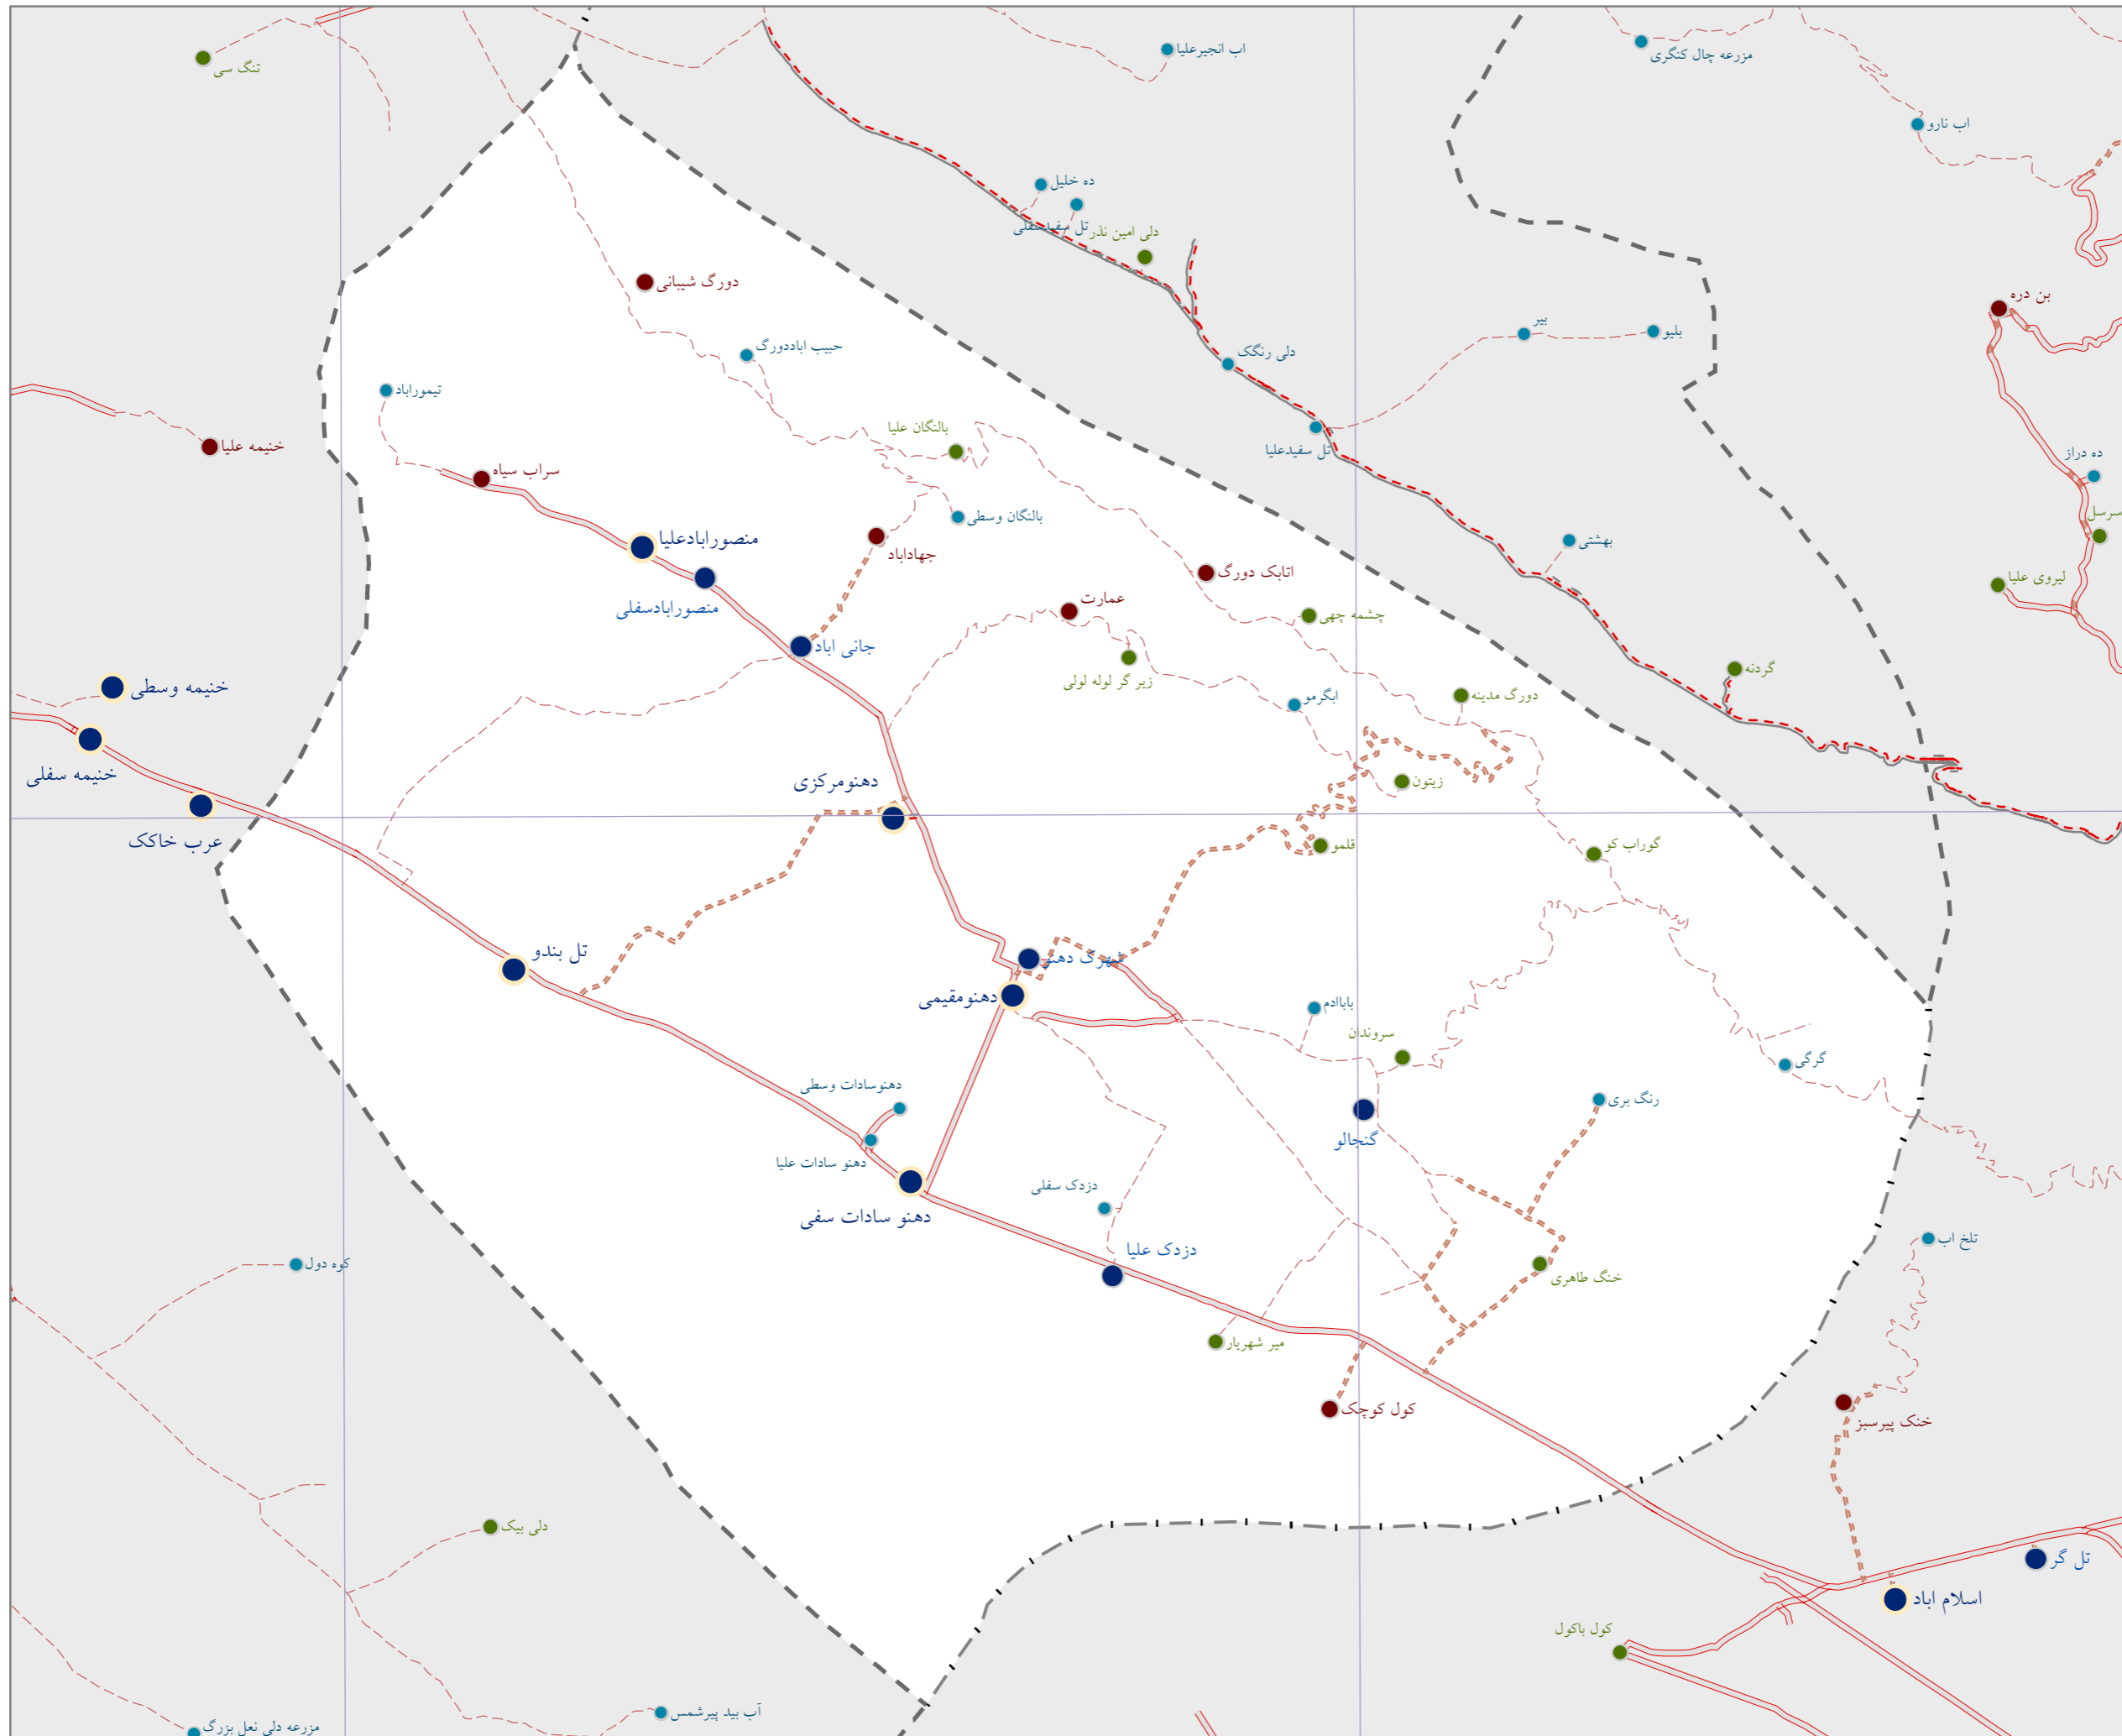 اب انجیرعلیا
مزرعه چال کنگری
تنگ سی
اب نارو
ده خلیل
تل سفیدسفلی
دلی امین نذر
دورگ شیبانی
بن دره
بیر
بلیو
حبیب اباددورگ
دلی رنگک
تیموراباد
بالنگان علیا
خنیمه علیا
تل سفیدعلیا
ده دراز
سراب سیاه
بالنگان وسطی
سرسل
منصورابادعلیا
جهاداباد
بهشتی
اتابک دورگ
لیروی علیا
منصورابادسفلی
عمارت
چشمه چهی
جانی اباد
گردنه
زیر گر لوله لولی
خنیمه وسطی
ابگرمو
دورگ مدینه
خنیمه سفلی
دهنومرکزی
زیتون
عرب خاکک
قلمو
گوراب کو
تل بندو
شهرک دهنو
دهنومقیمی
باباادم
سروندان
گرگی
دهنوسادات وسطی
رنگ بری
گنجالو
دهنو سادات علیا
دزدک سفلی
دهنو سادات سفی
تلخ اب
دزدک علیا
کوه دول
خنگ طاهری
میر شهریار
کول کوچک
خنک پیرسبز
دلی بیک
تل گر
اسلام اباد
کول باکول
آب بید پیرشمس
مزرعه دلی نعل بزرگ